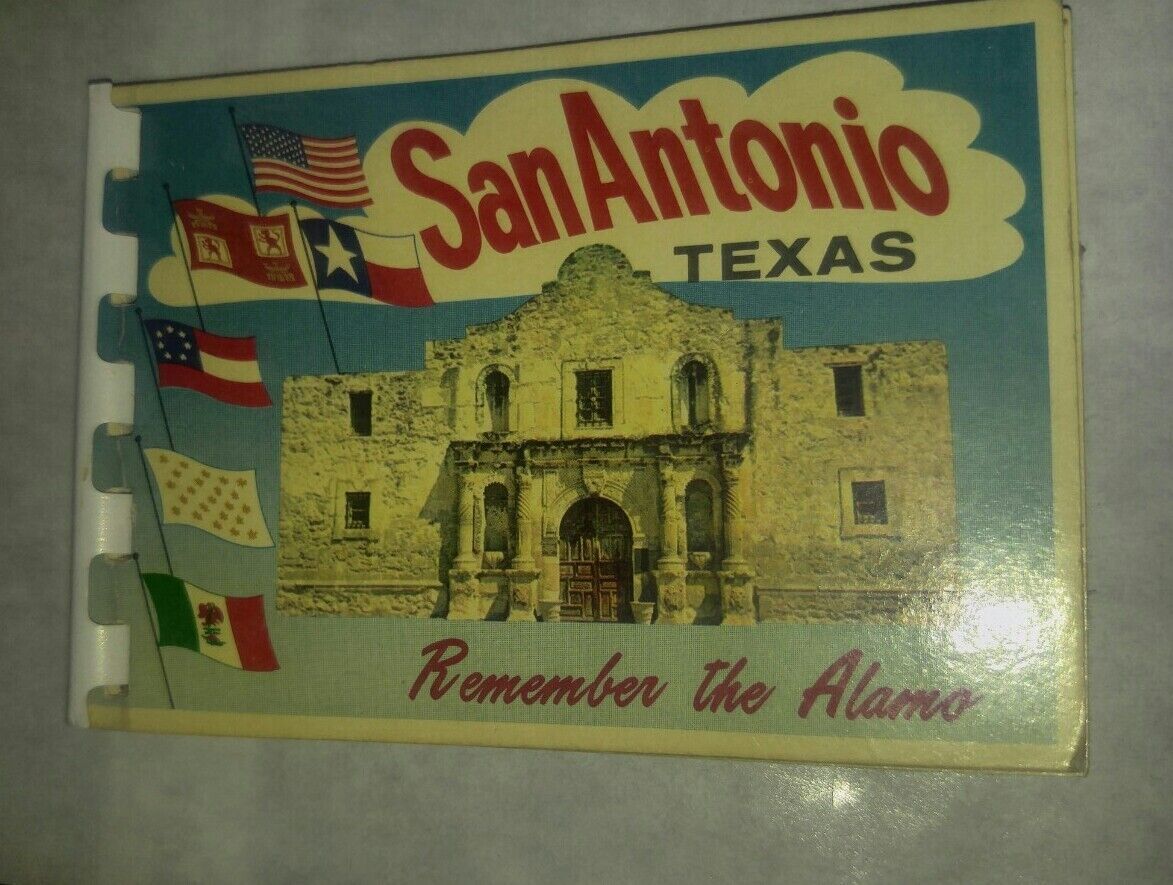 San Antonio
TEXAS
Remember the Alamo